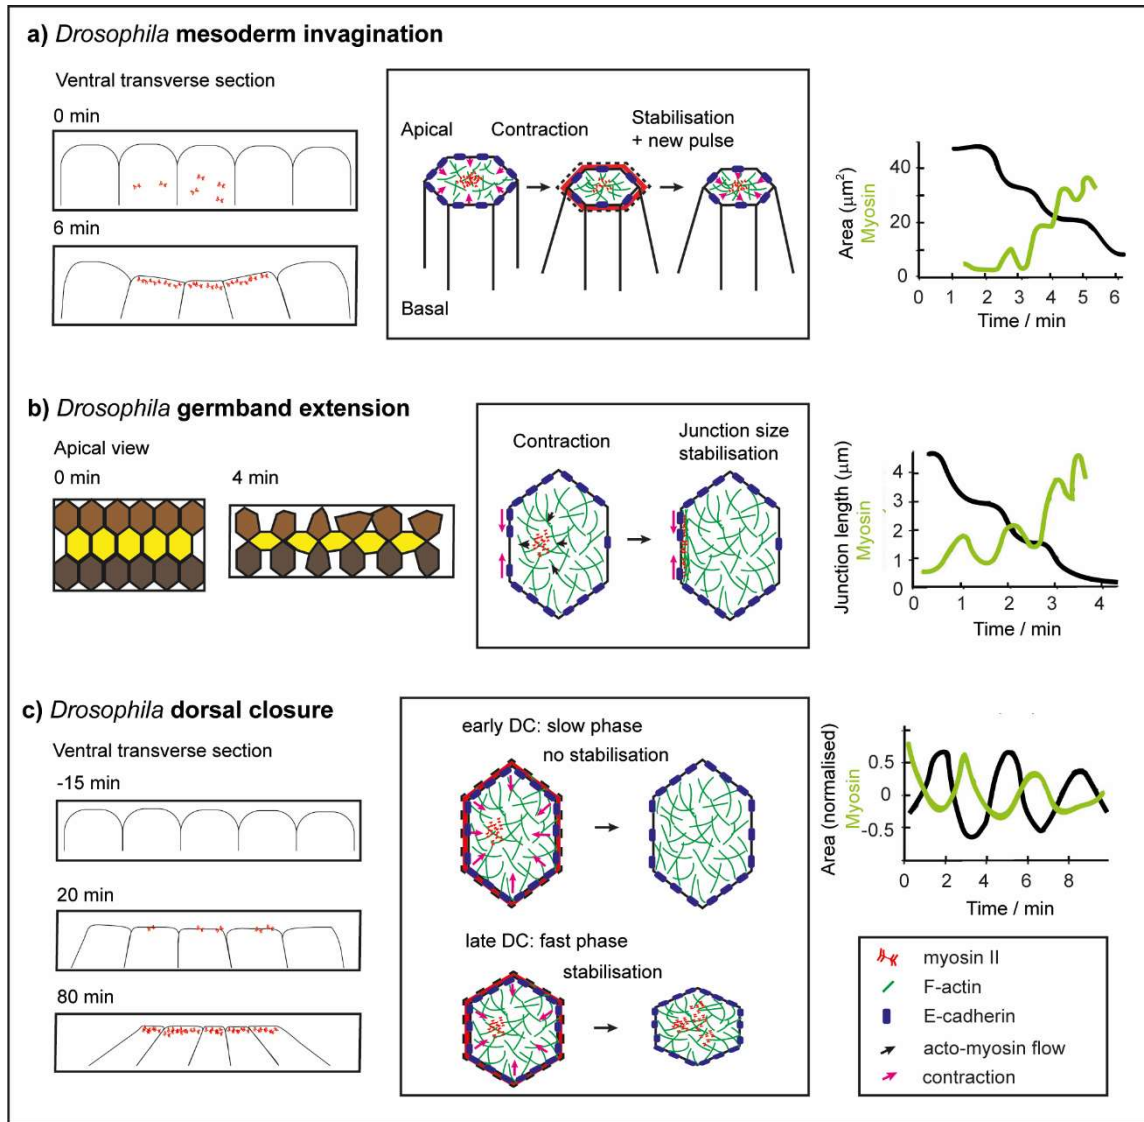 a) Drosophila mesoderm invagination
Ventral transverse section
0 min
6 min
Apical
Contraction
Stabilisation
+ new pulse
Basal
Area (μm²)
Myosin
40
20
0
0 1 2 3 4 5 6
Time / min
b) Drosophila germband extension
Apical view
0 min
4 min
Contraction
Junction size
stabilisation
Junction length (μm)
Myosin
4
3
2
1
0
0 1 2 3 4
Time / min
c) Drosophila dorsal closure
Ventral transverse section
-15 min
20 min
80 min
early DC: slow phase
no stabilisation
late DC: fast phase
stabilisation
Area (normalised)
Myosin
0.5
0
-0.5
0 2 4 6 8
Time / min
myosin II
F-actin
E-cadherin
acto-myosin flow
contraction